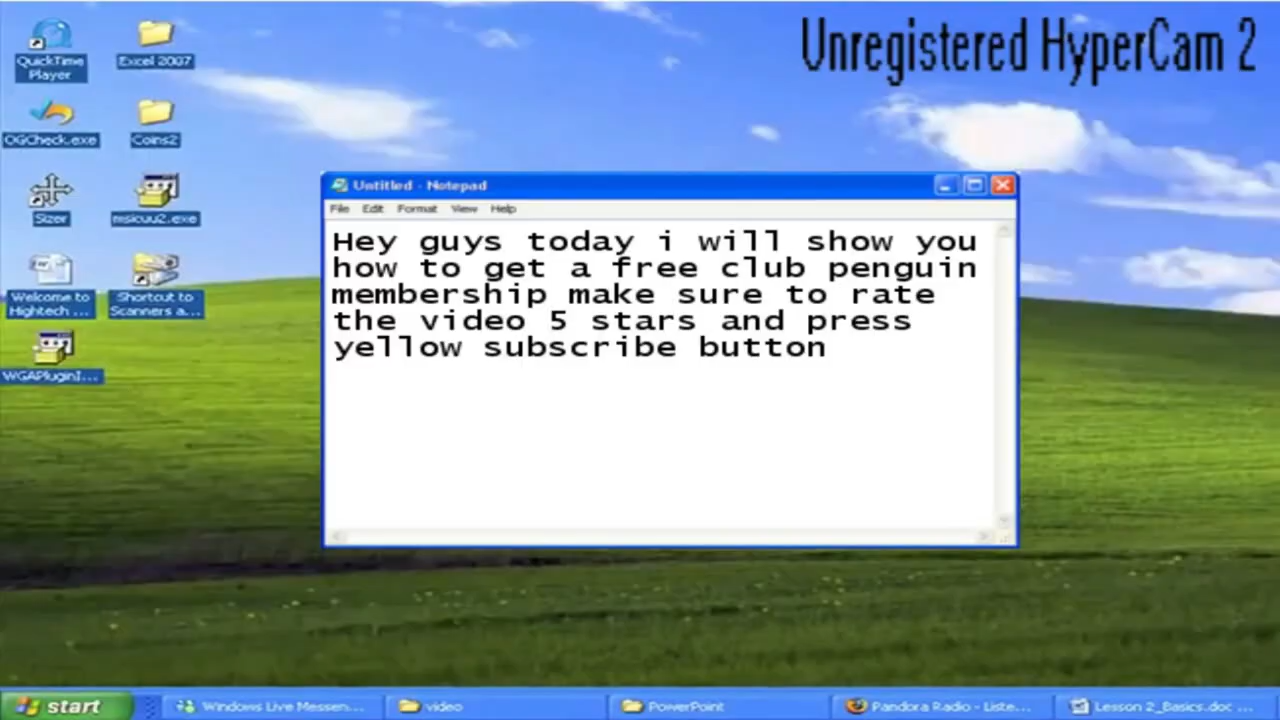 Unregistered HyperCam 2
QuickTime
Player
Excel 2007
OGCheck.exe
Coins2
Sizer
msicuu2.exe
Welcome to
Hightech ...
Shortcut to
Scanners a...
WGAPluginI...
Untitled - Notepad
File Edit Format View Help
Hey guys today i will show you
how to get a free club penguin
membership make sure to rate
the video 5 stars and press
yellow subscribe button
start
Windows Live Messen...
video
PowerPoint
Pandora Radio - Liste...
Lesson 2_Basics.doc ...